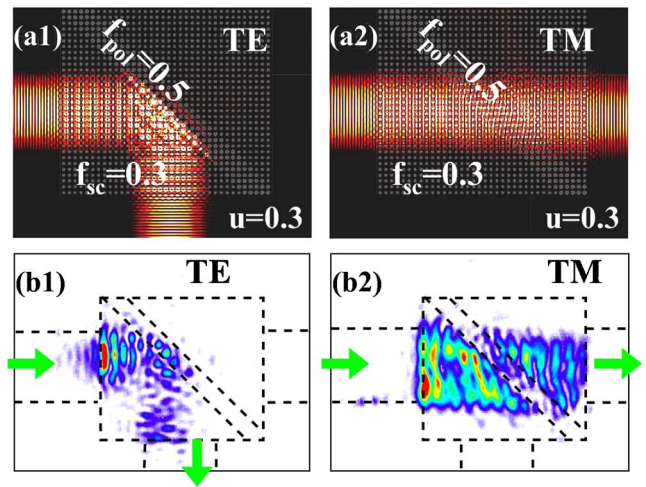 (a1)
TE
f_pol=0.5
f_sc=0.3
u=0.3
(a2)
TM
f_pol=0.5
f_sc=0.3
u=0.3
(b1)
TE
(b2)
TM